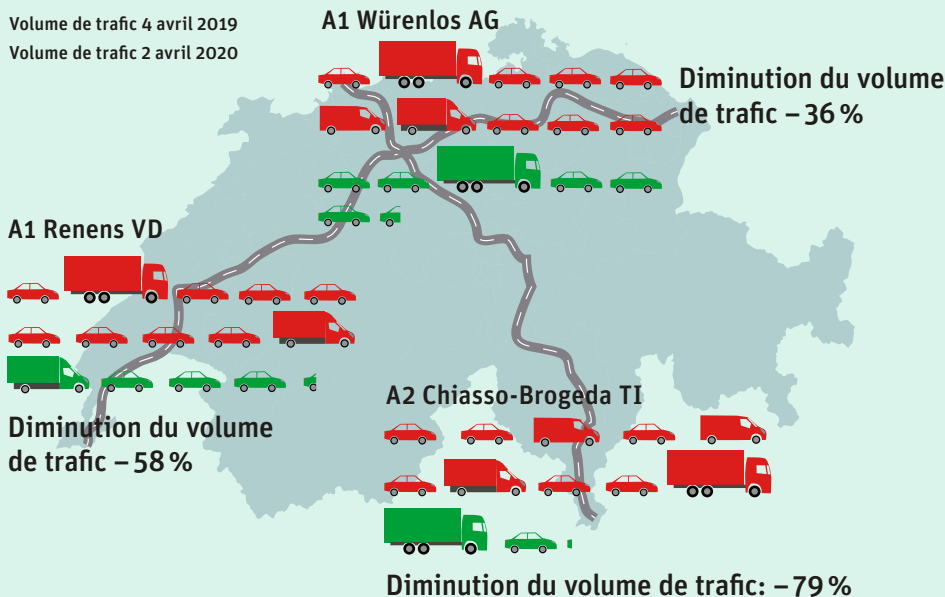 Volume de trafic 4 avril 2019
Volume de trafic 2 avril 2020
A1 Würenlos AG
Diminution du volume
de trafic – 36 %
A1 Renens VD
Diminution du volume
de trafic – 58 %
A2 Chiasso-Brogeda TI
Diminution du volume de trafic: – 79 %